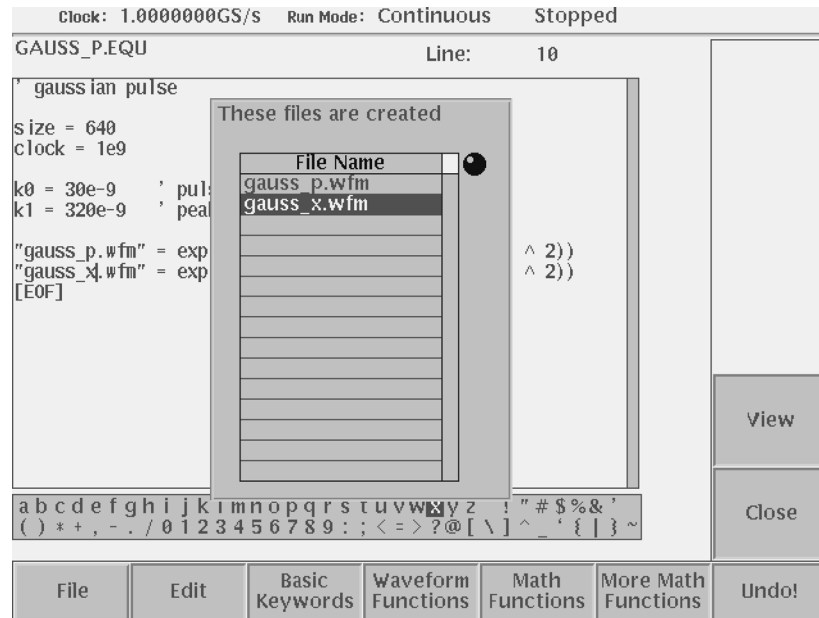 Clock: 1.0000000GS/s Run Mode: Continuous Stopped
GAUSS_P.EQU Line: 10
' gaussian pulse
size = 640
clock = 1e9
k0 = 30e-9 '
k1 = 320e-9 '
"gauss_p.wfm" = exp ^ 2))
"gauss_x.wfm" = exp ^ 2))
[EOF]
These files are created
File Name
gauss_p.wfm
gauss_x.wfm
View
Close
a b c d e f g h i j k l m n o p q r s t u v w x y z ! " # $ % & '
( ) * + , - . / 0 1 2 3 4 5 6 7 8 9 : ; < = > ? @ [ \ ] ^ _ ‘ { | } ~
File
Edit
Basic Keywords
Waveform Functions
Math Functions
More Math Functions
Undo!